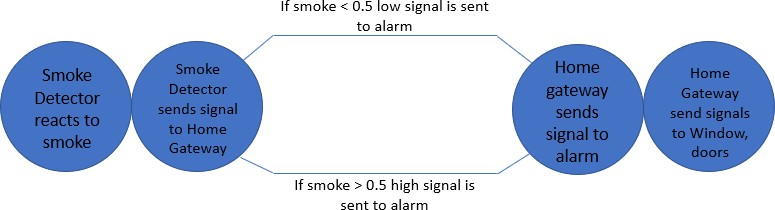 If smoke < 0.5 low signal is sent
to alarm
Smoke
Detector
reacts to
smoke
Smoke
Detector
sends signal
to Home
Gateway
Home
gateway
sends
signal to
alarm
Home
Gateway
send signals
to Window,
doors
If smoke > 0.5 high signal is
sent to alarm